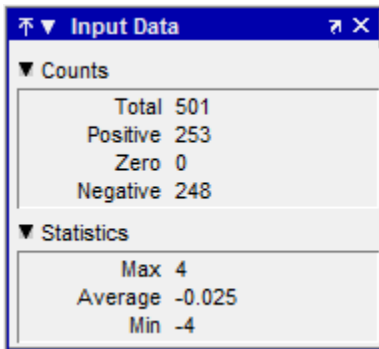 Input Data
Counts
Total 501
Positive 253
Zero 0
Negative 248
Statistics
Max 4
Average -0.025
Min -4